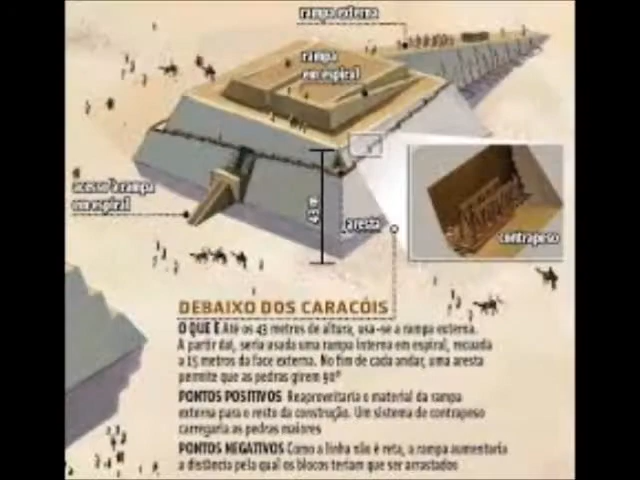 rampa externa
rampa
em espiral
acesso à rampa
em espiral
43 m
aresta
contrapeso
DEBAIXO DOS CARACÓIS
O QUE É Até os 43 metros de altura, usa-se a rampa externa.
A partir daí, seria usada uma rampa interna em espiral, recuada
a 15 metros da face externa. No fim de cada andar, uma aresta
permite que as pedras girem 90º
PONTOS POSITIVOS Reaproveitaria o material da rampa
externa para o resto da construção. Um sistema de contrapeso
carregaria as pedras maiores
PONTOS NEGATIVOS Como a linha não é reta, a rampa aumentaria
a distância pela qual os blocos teriam que ser arrastados